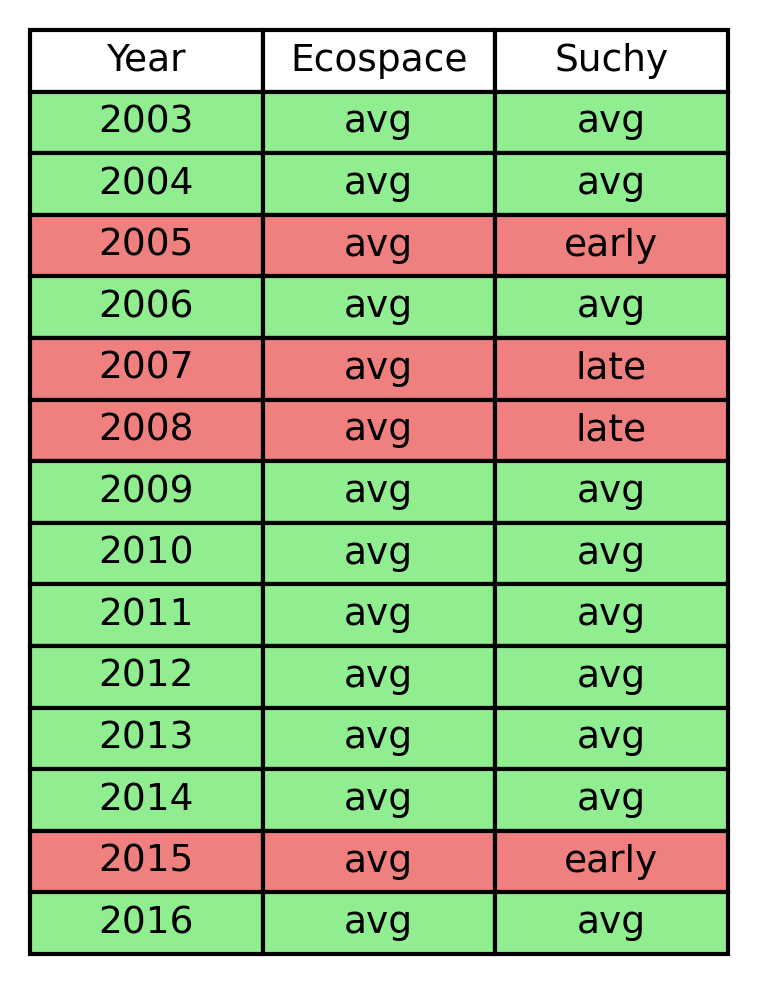 Year Ecospace Suchy
2003 avg avg
2004 avg avg
2005 avg early
2006 avg avg
2007 avg late
2008 avg late
2009 avg avg
2010 avg avg
2011 avg avg
2012 avg avg
2013 avg avg
2014 avg avg
2015 avg early
2016 avg avg